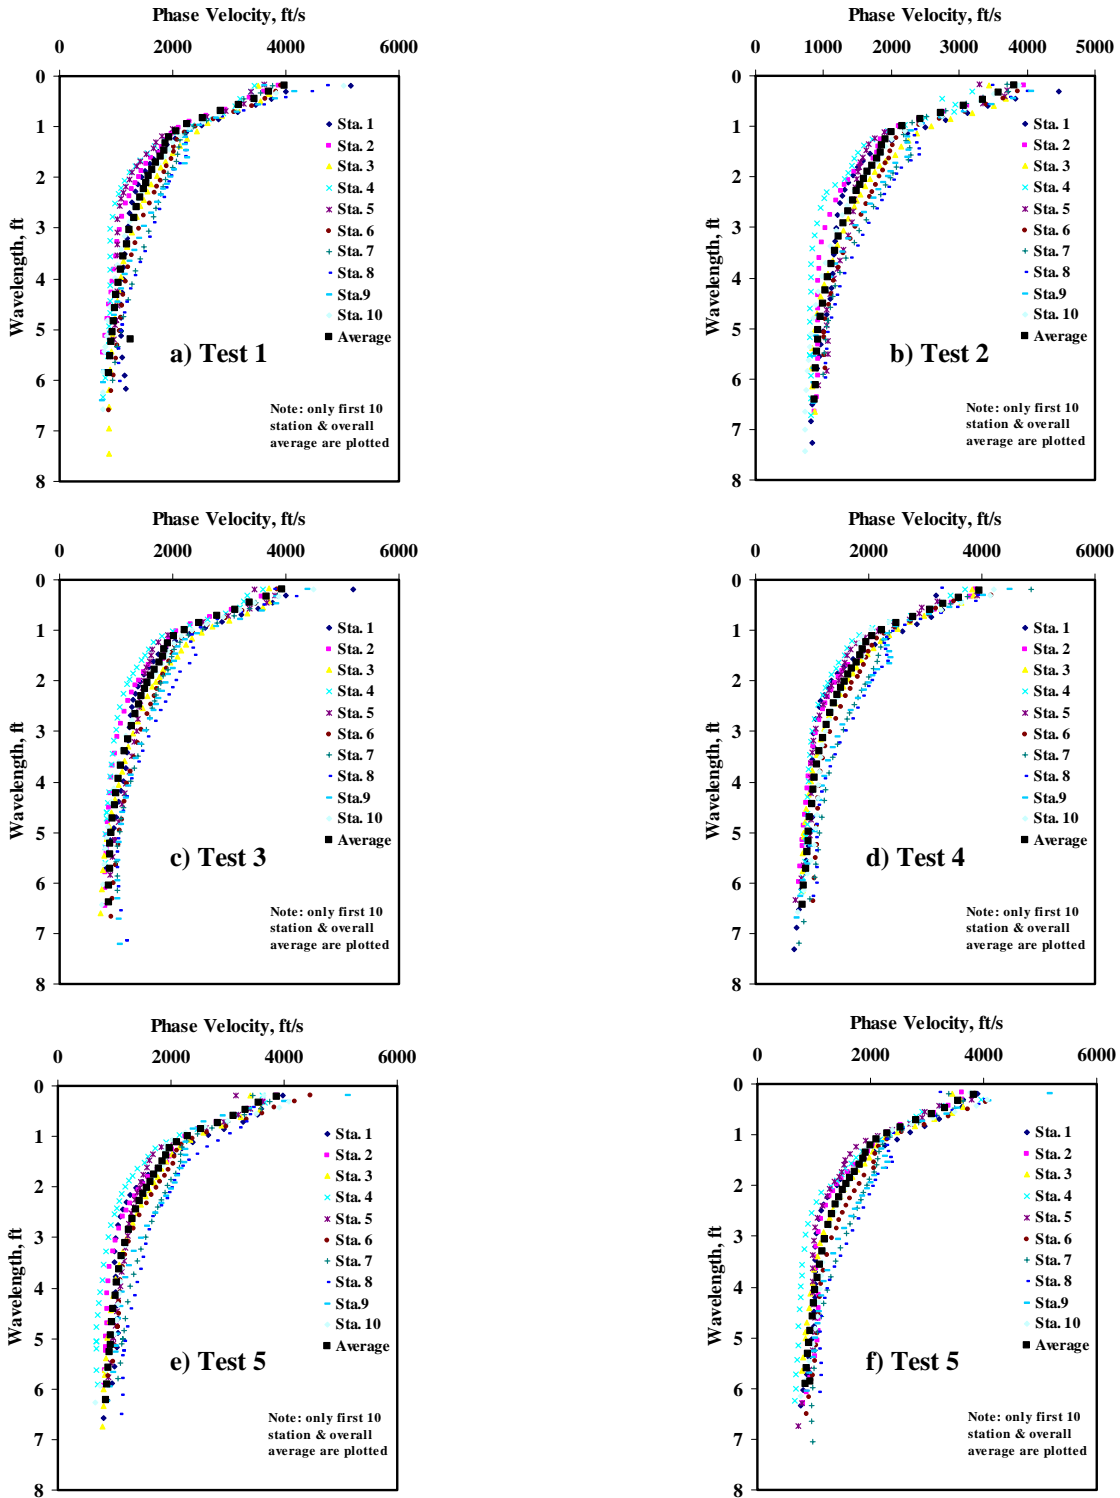 Phase Velocity, ft/s
0 2000 4000 6000
0
1
2
3
4
5
6
7
8
Wavelength, ft
Sta. 1
Sta. 2
Sta. 3
Sta. 4
Sta. 5
Sta. 6
Sta. 7
Sta. 8
Sta.9
Sta. 10
Average
a) Test 1
Note: only first 10
station & overall
average are plotted
Phase Velocity, ft/s
0 1000 2000 3000 4000 5000
0
1
2
3
4
5
6
7
8
Wavelength, ft
Sta. 1
Sta. 2
Sta. 3
Sta. 4
Sta. 5
Sta. 6
Sta. 7
Sta. 8
Sta.9
Sta. 10
Average
b) Test 2
Note: only first 10
station & overall
average are plotted
Phase Velocity, ft/s
0 2000 4000 6000
0
1
2
3
4
5
6
7
8
Wavelength, ft
Sta. 1
Sta. 2
Sta. 3
Sta. 4
Sta. 5
Sta. 6
Sta. 7
Sta. 8
Sta.9
Sta. 10
Average
c) Test 3
Note: only first 10
station & overall
average are plotted
Phase Velocity, ft/s
0 2000 4000 6000
0
1
2
3
4
5
6
7
8
Wavelength, ft
Sta. 1
Sta. 2
Sta. 3
Sta. 4
Sta. 5
Sta. 6
Sta. 7
Sta. 8
Sta.9
Sta. 10
Average
d) Test 4
Note: only first 10
station & overall
average are plotted
Phase Velocity, ft/s
0 2000 4000 6000
0
1
2
3
4
5
6
7
8
Wavelength, ft
Sta. 1
Sta. 2
Sta. 3
Sta. 4
Sta. 5
Sta. 6
Sta. 7
Sta. 8
Sta.9
Sta. 10
Average
e) Test 5
Note: only first 10
station & overall
average are plotted
Phase Velocity, ft/s
0 2000 4000 6000
0
1
2
3
4
5
6
7
8
Wavelength, ft
Sta. 1
Sta. 2
Sta. 3
Sta. 4
Sta. 5
Sta. 6
Sta. 7
Sta. 8
Sta.9
Sta. 10
Average
f) Test 5
Note: only first 10
station & overall
average are plotted